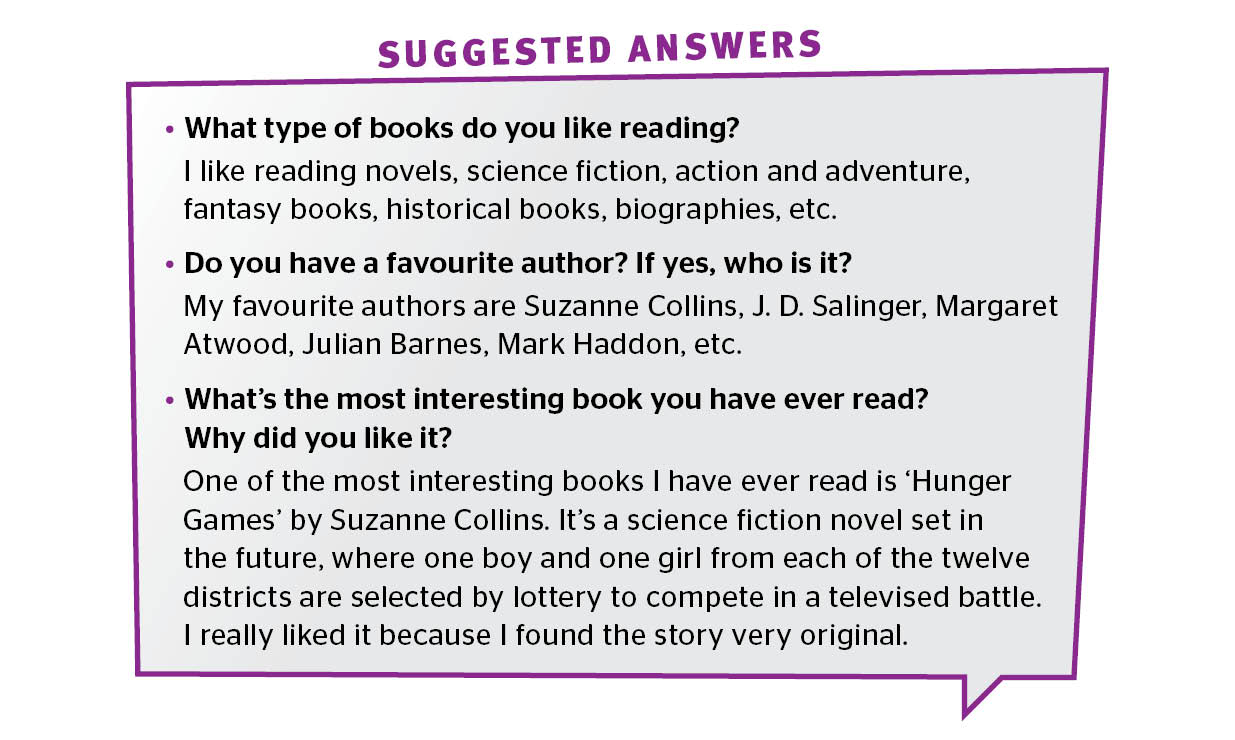 SUGGESTED ANSWERS
• What type of books do you like reading?
I like reading novels, science fiction, action and adventure,
fantasy books, historical books, biographies, etc.
• Do you have a favourite author? If yes, who is it?
My favourite authors are Suzanne Collins, J. D. Salinger, Margaret
Atwood, Julian Barnes, Mark Haddon, etc.
• What’s the most interesting book you have ever read?
Why did you like it?
One of the most interesting books I have ever read is ‘Hunger
Games’ by Suzanne Collins. It’s a science fiction novel set in
the future, where one boy and one girl from each of the twelve
districts are selected by lottery to compete in a televised battle.
I really liked it because I found the story very original.